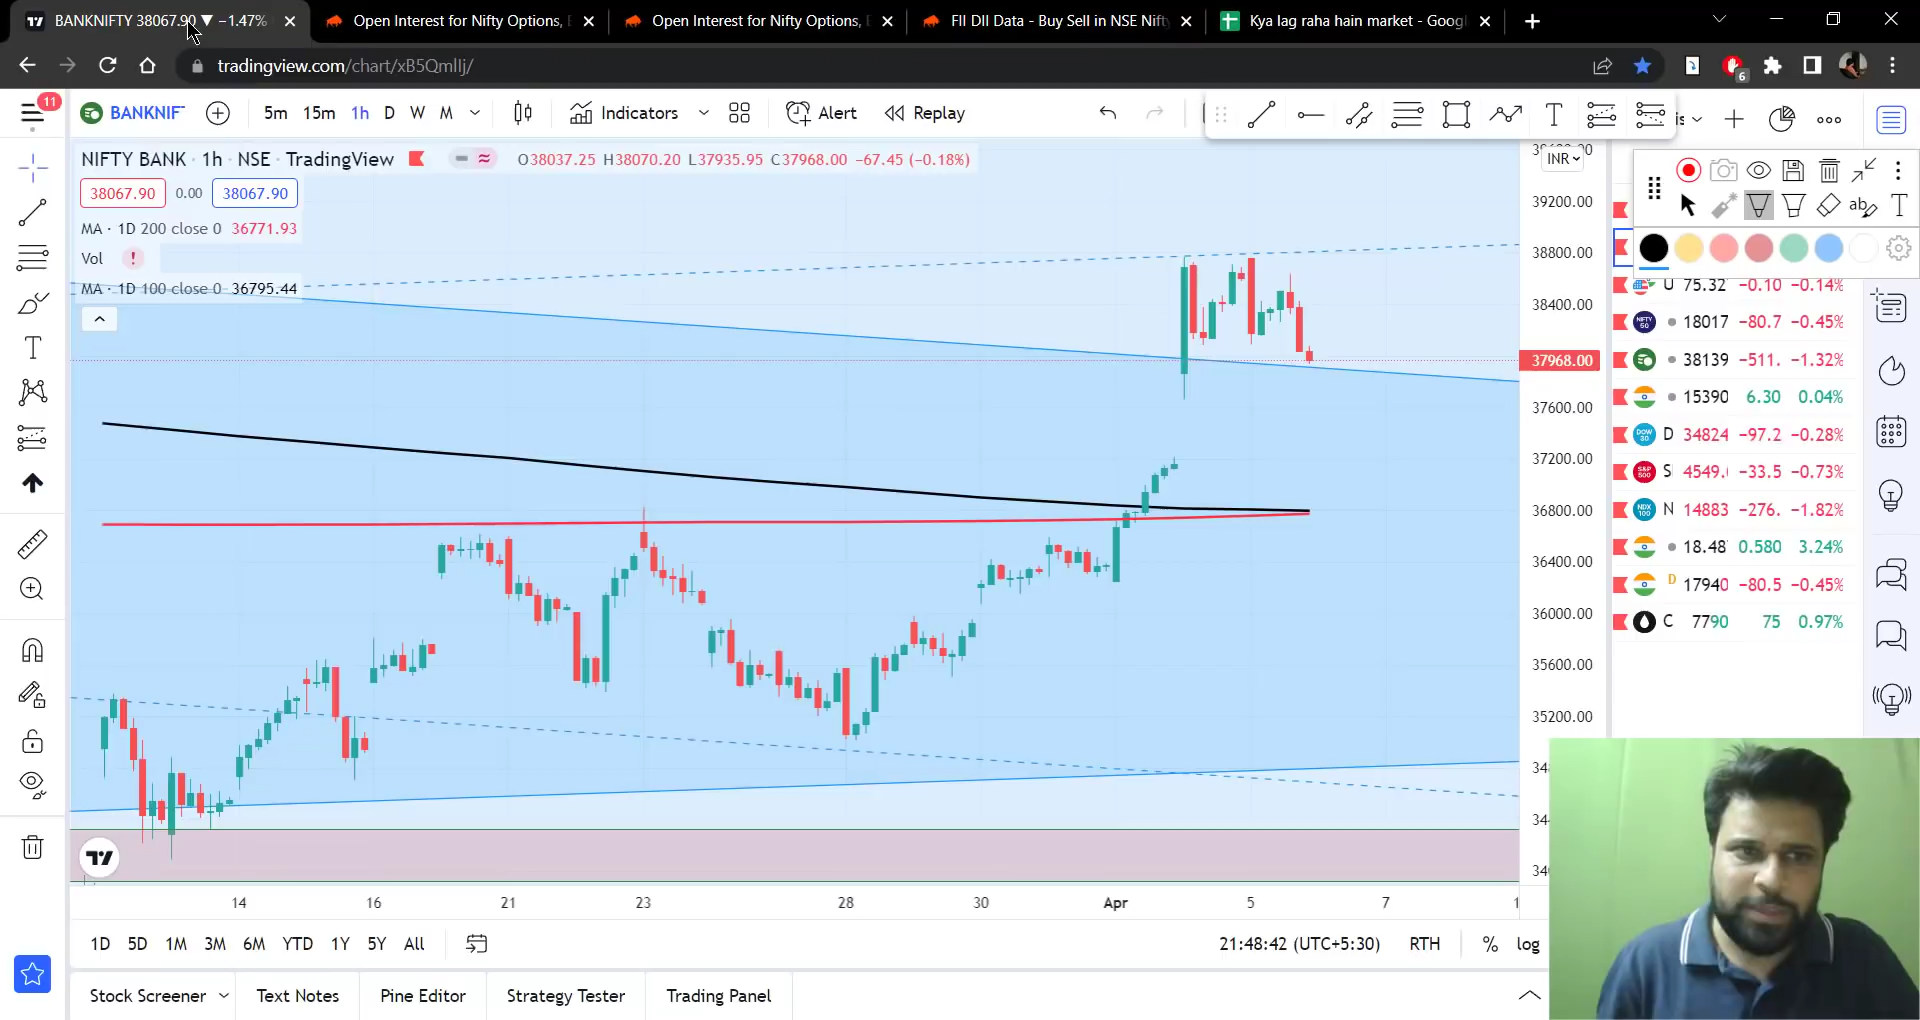 BANKNIFTY 38067.90 ▼ −1.47%
Open Interest for Nifty Options,
Open Interest for Nifty Options,
FII DII Data - Buy Sell in NSE Nifty
Kya lag raha hain market - Goog
tradingview.com/chart/xB5QmlIj/
6
11
BANKNIF
5m 15m 1h D W M
Indicators
Alert
Replay
T
NIFTY BANK · 1h · NSE · TradingView
O38037.25 H38070.20 L37935.95 C37968.00 −67.45 (−0.18%)
INR
38067.90 0.00 38067.90
MA · 1D 200 close 0 36771.93
Vol
MA · 1D 100 close 0 36795.44
39200.00
38800.00
38400.00
37968.00
37600.00
37200.00
36800.00
36400.00
36000.00
35600.00
35200.00
U 75.32 −0.10 −0.14%
18017 −80.7 −0.45%
38139 −511. −1.32%
15390 6.30 0.04%
D 34824 −97.2 −0.28%
S 4549. −33.5 −0.73%
N 14883 −276. −1.82%
18.48 0.580 3.24%
D 17940 −80.5 −0.45%
C 7790 75 0.97%
14 16 21 23 28 30 Apr 5 7
1D 5D 1M 3M 6M YTD 1Y 5Y All
21:48:42 (UTC+5:30) RTH % log
Stock Screener Text Notes Pine Editor Strategy Tester Trading Panel